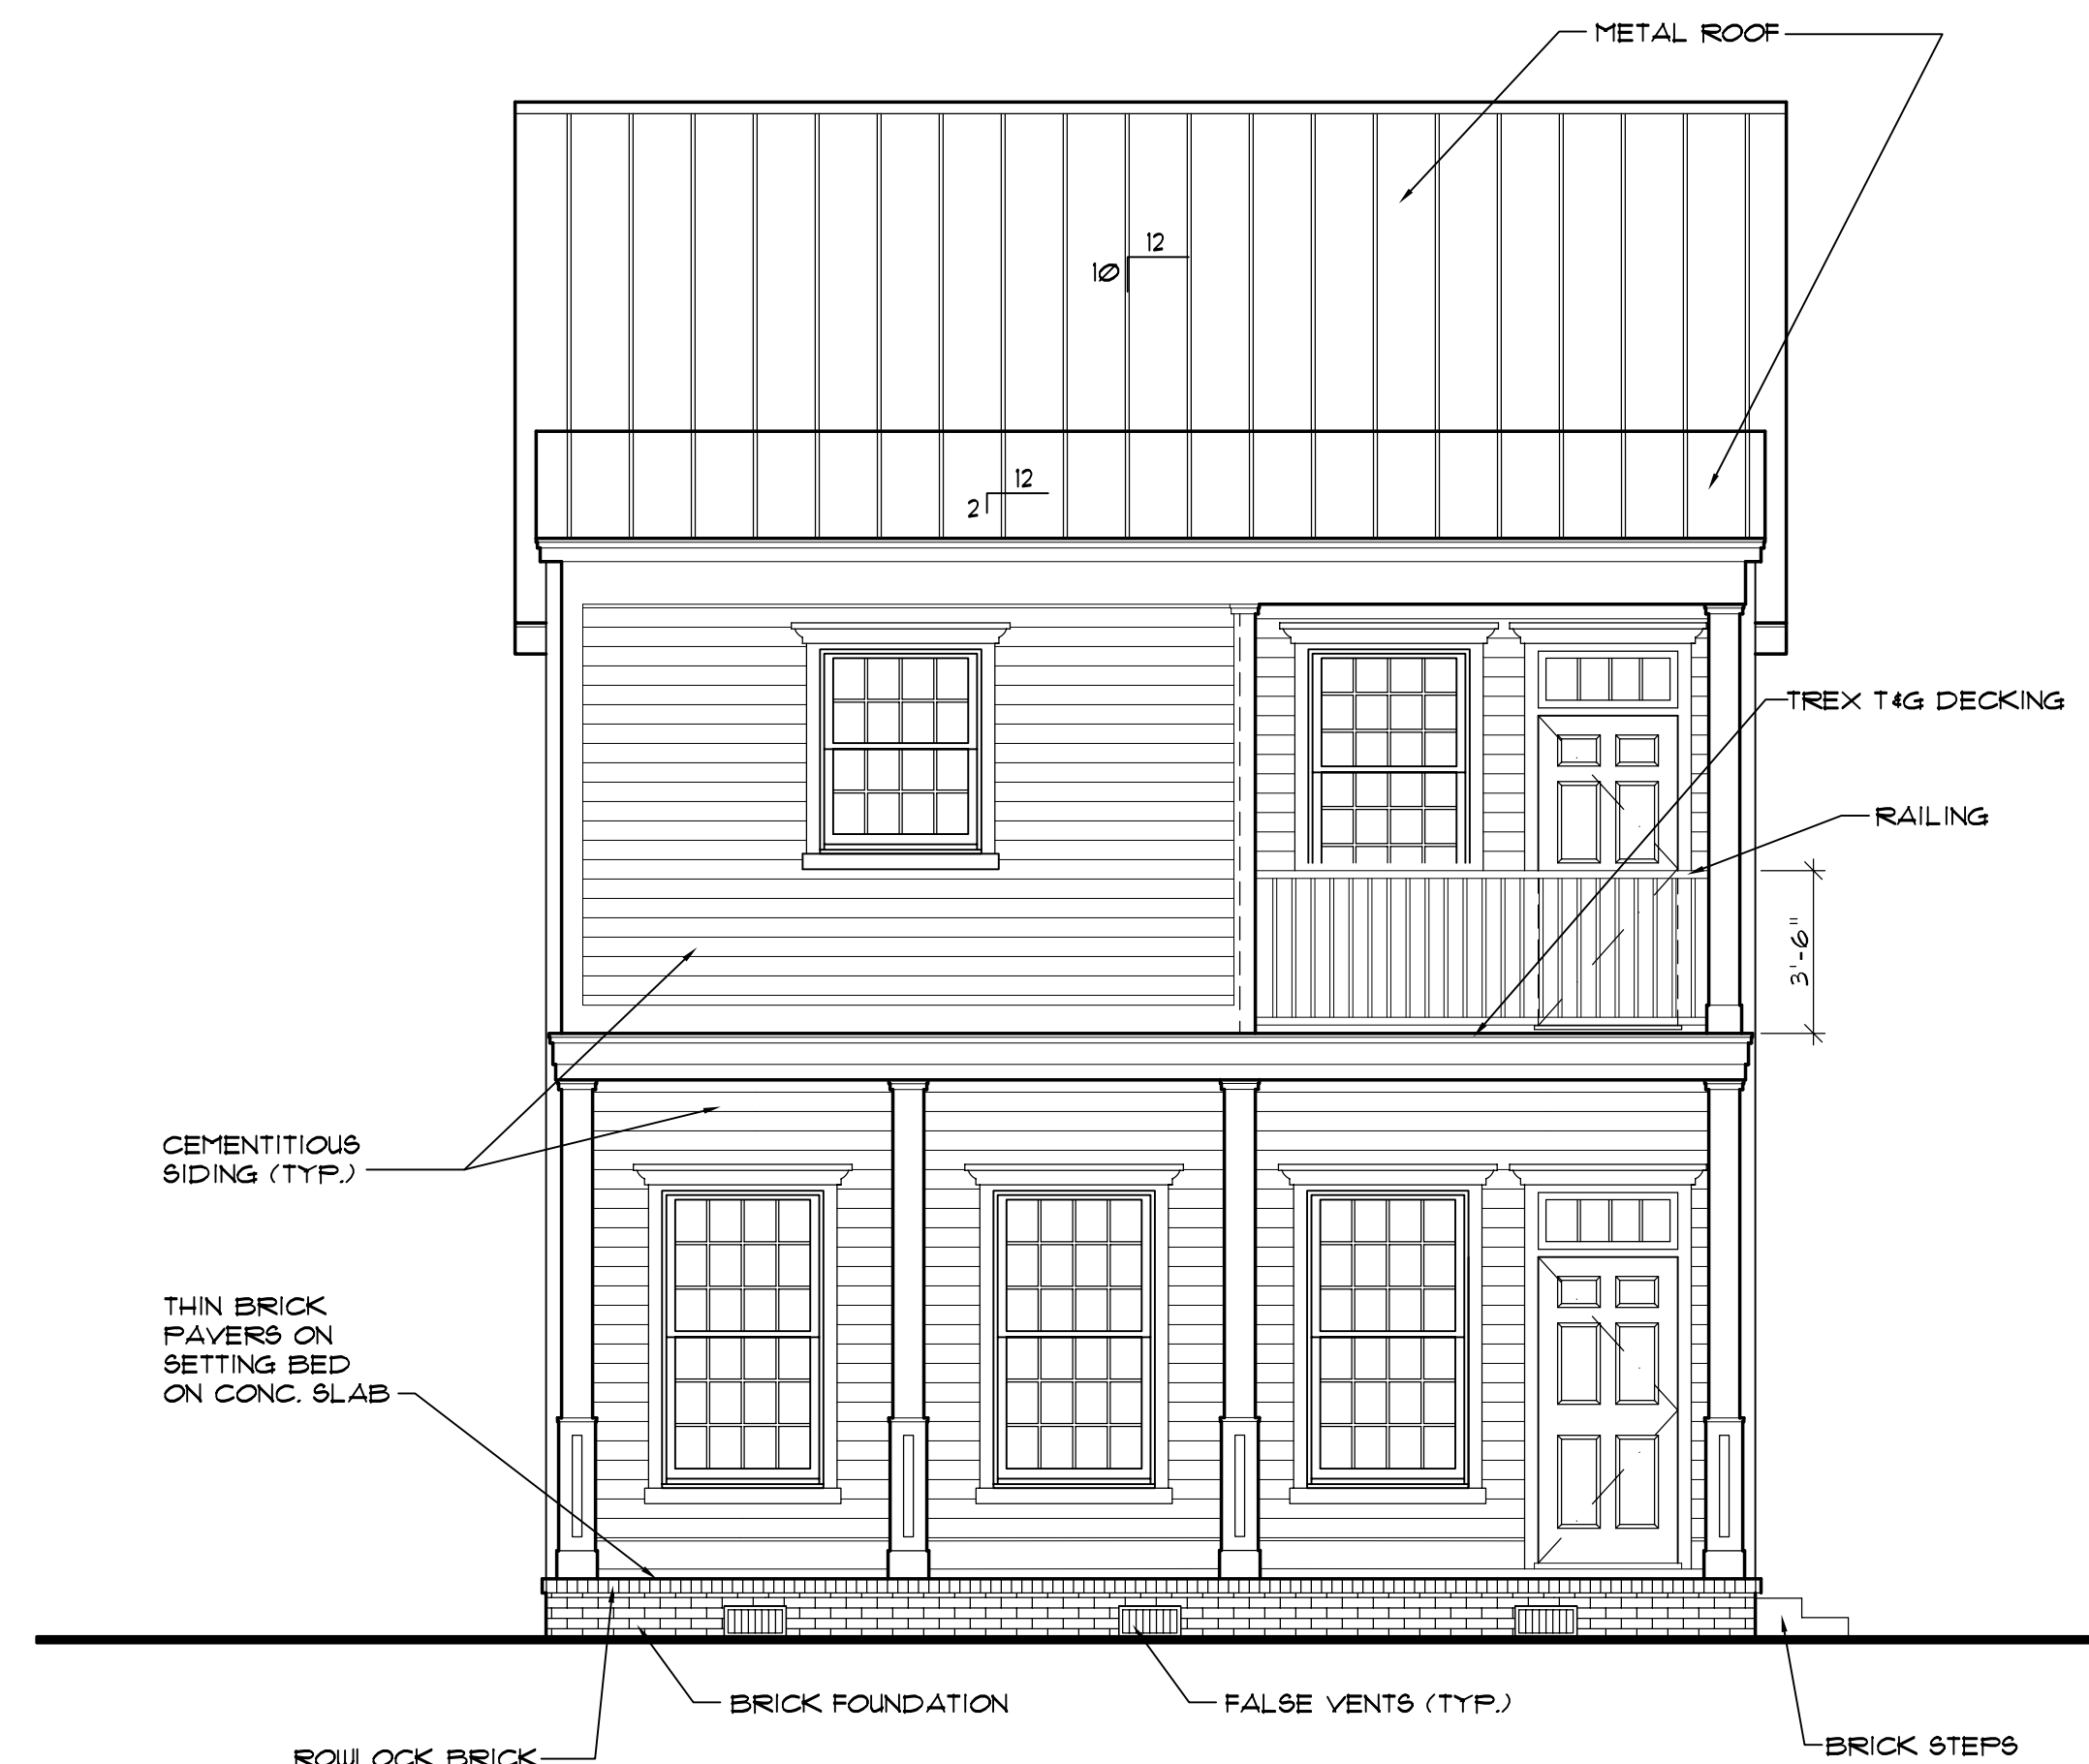 METAL ROOF
12
10
12
2
TREX T&G DECKING
RAILING
3'-6"
CEMENTITIOUS
SIDING (TYP.)
THIN BRICK
PAVERS ON
SETTING BED
ON CONC. SLAB
BRICK FOUNDATION
FALSE VENTS (TYP.)
BRICK STEPS
ROWLOCK BRICK